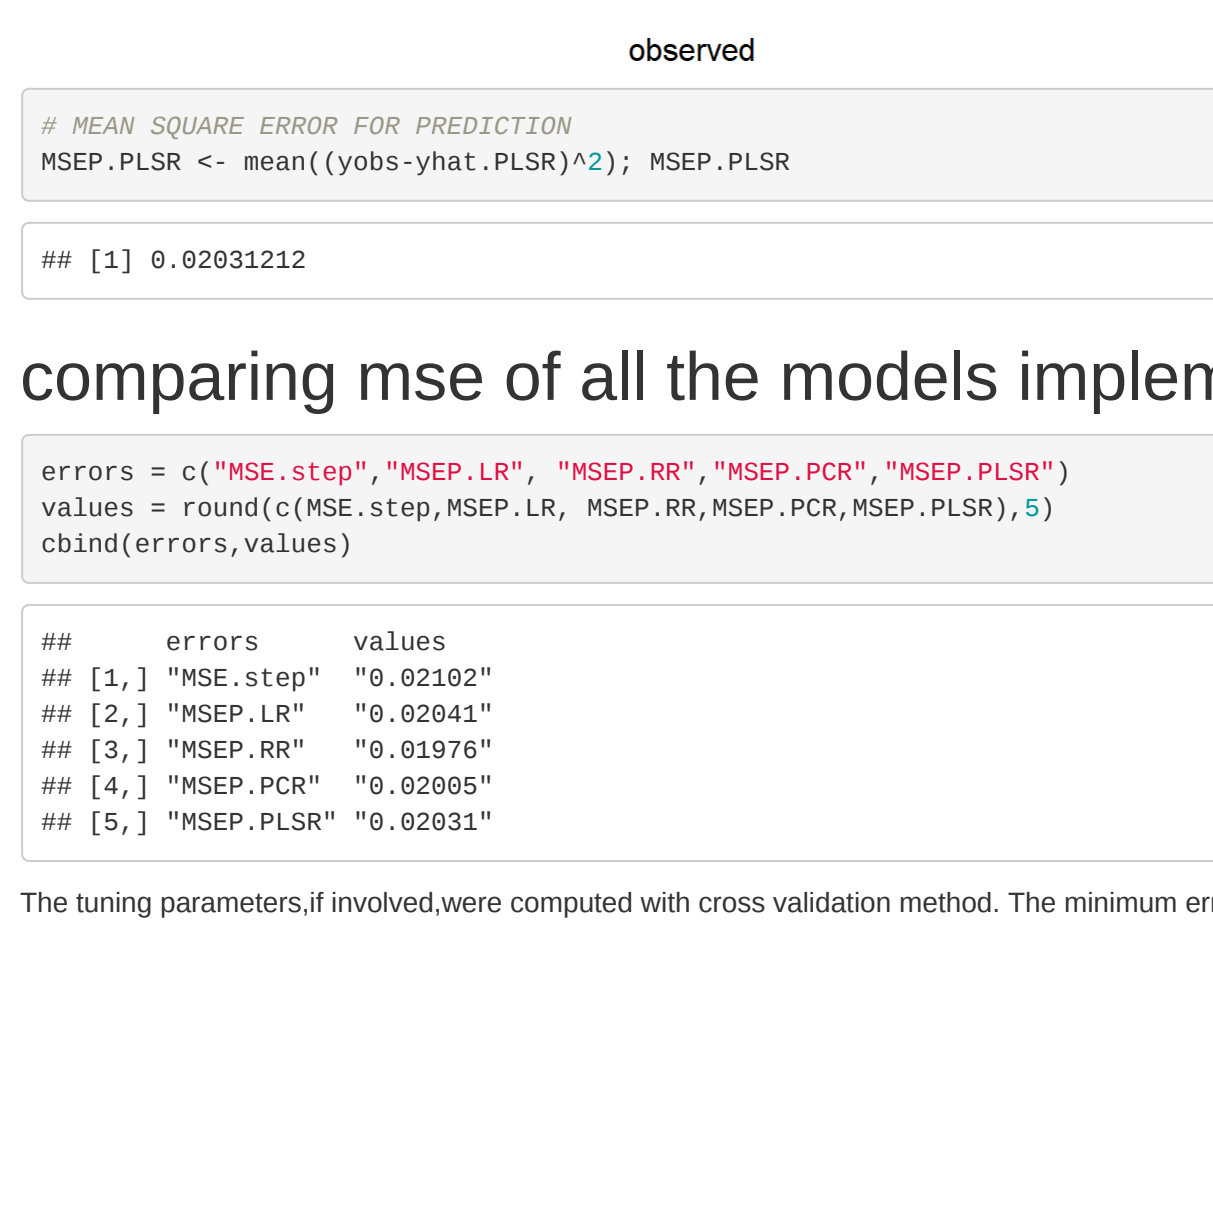 observed
# MEAN SQUARE ERROR FOR PREDICTION
MSEP.PLSR <- mean((yobs-yhat.PLSR)^2); MSEP.PLSR
## [1] 0.02031212
comparing mse of all the models implem
errors = c("MSE.step","MSEP.LR", "MSEP.RR","MSEP.PCR","MSEP.PLSR")
values = round(c(MSE.step,MSEP.LR, MSEP.RR,MSEP.PCR,MSEP.PLSR),5)
cbind(errors,values)
##      errors      values
## [1,] "MSE.step"  "0.02102"
## [2,] "MSEP.LR"   "0.02041"
## [3,] "MSEP.RR"   "0.01976"
## [4,] "MSEP.PCR"  "0.02005"
## [5,] "MSEP.PLSR" "0.02031"
The tuning parameters,if involved,were computed with cross validation method. The minimum err